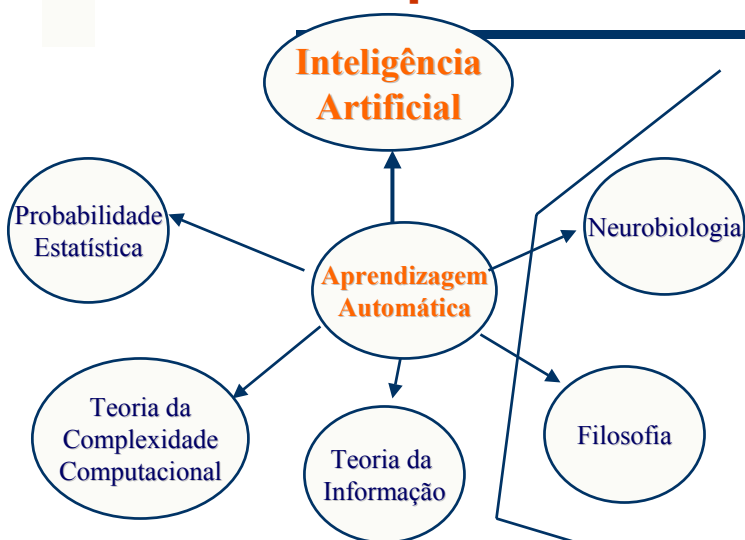 Inteligência
Artificial
Probabilidade
Estatística
Neurobiologia
Aprendizagem
Automática
Teoria da
Complexidade
Computacional
Teoria da
Informação
Filosofia